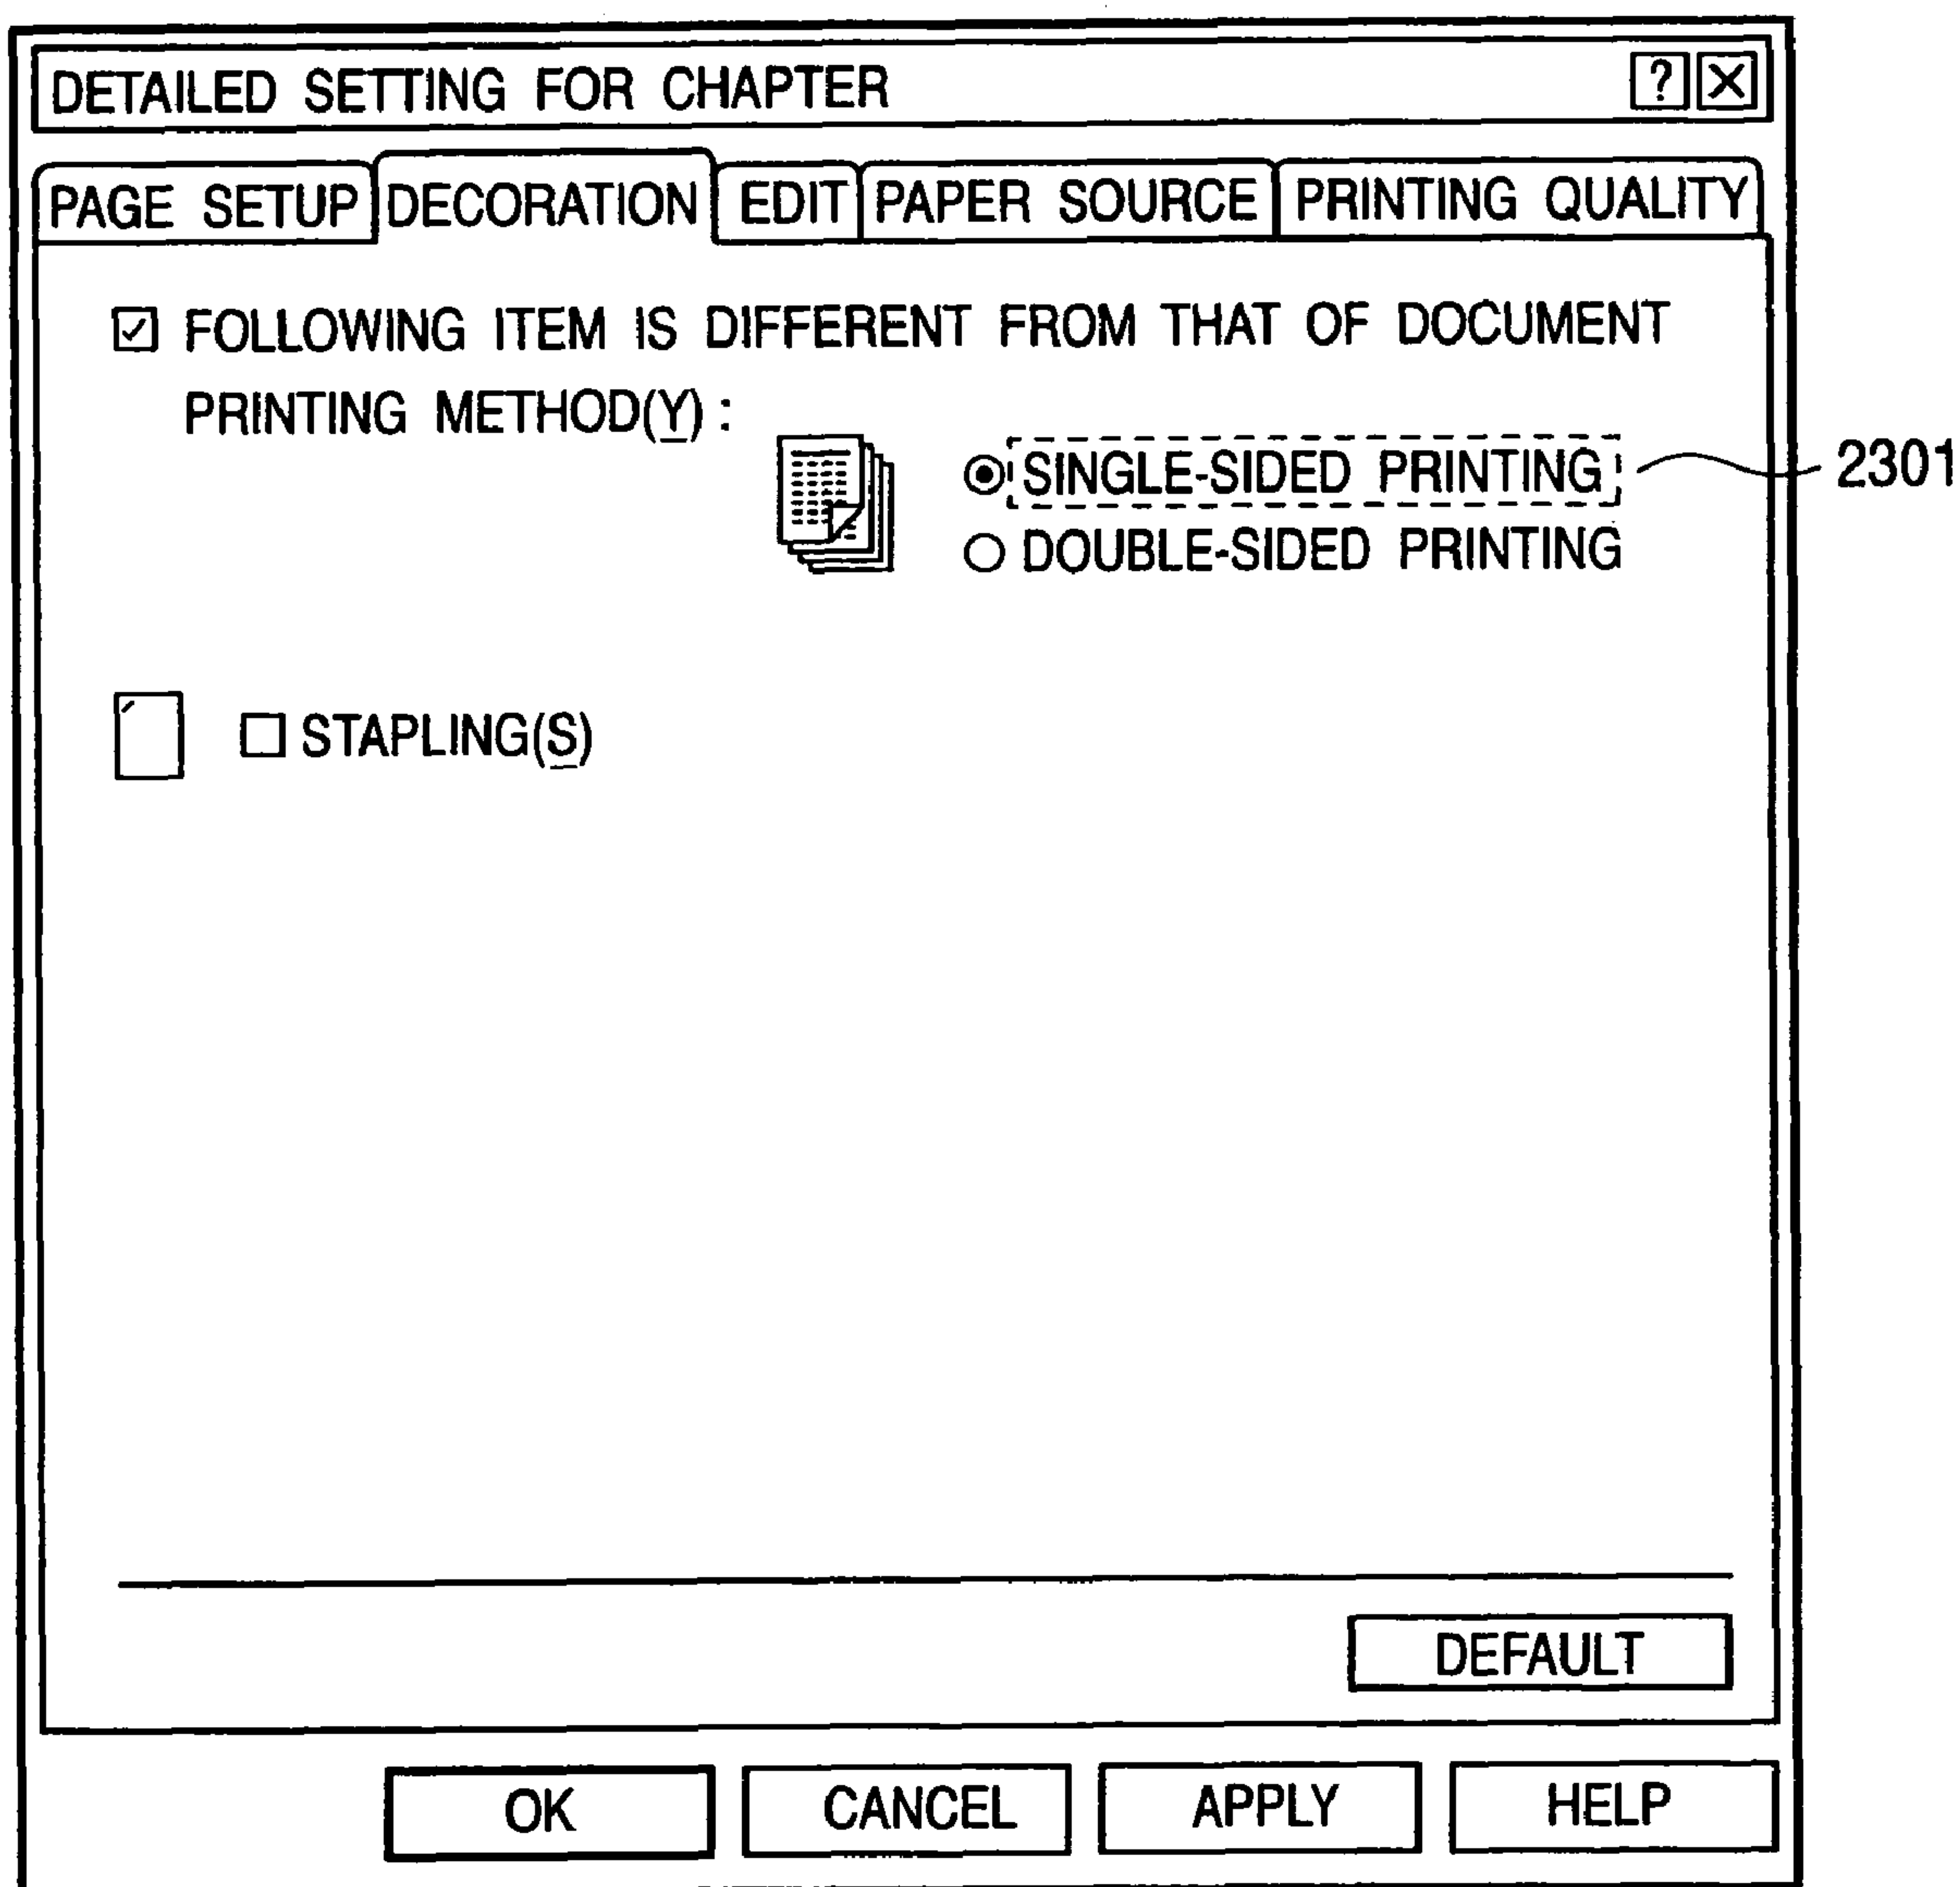 DETAILED SETTING FOR CHAPTER ? X
PAGE SETUP DECORATION EDIT PAPER SOURCE PRINTING QUALITY
FOLLOWING ITEM IS DIFFERENT FROM THAT OF DOCUMENT
PRINTING METHOD(Y) :
SINGLE-SIDED PRINTING 2301
DOUBLE-SIDED PRINTING
STAPLING(S)
DEFAULT
OK CANCEL APPLY HELP